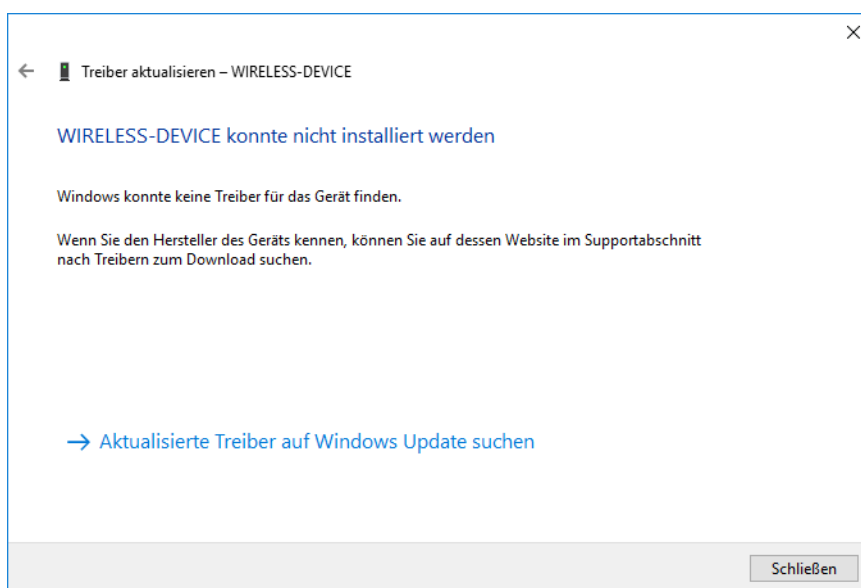 Treiber aktualisieren – WIRELESS-DEVICE
WIRELESS-DEVICE konnte nicht installiert werden
Windows konnte keine Treiber für das Gerät finden.
Wenn Sie den Hersteller des Geräts kennen, können Sie auf dessen Website im Supportabschnitt
nach Treibern zum Download suchen.
Aktualisierte Treiber auf Windows Update suchen
Schließen